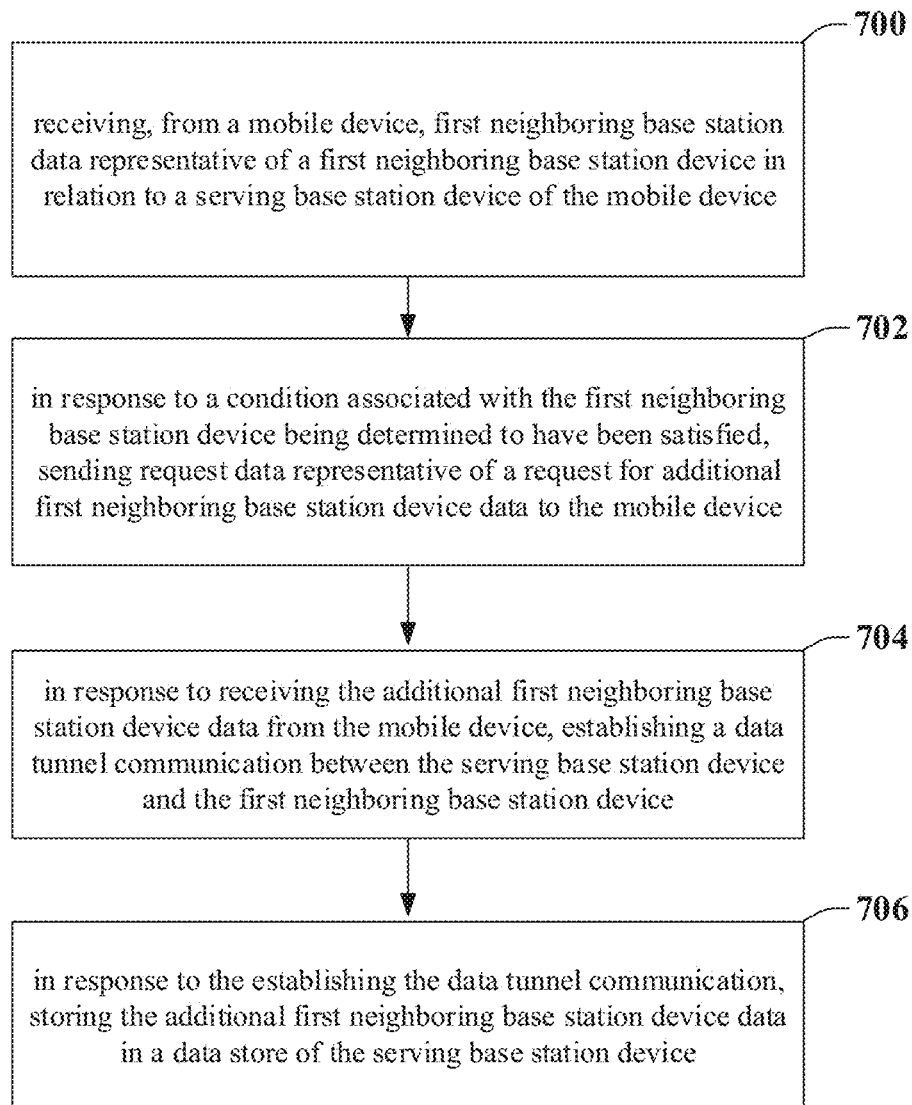 700
receiving, from a mobile device, first neighboring base station
data representative of a first neighboring base station device in
relation to a serving base station device of the mobile device
702
in response to a condition associated with the first neighboring
base station device being determined to have been satisfied,
sending request data representative of a request for additional
first neighboring base station device data to the mobile device
704
in response to receiving the additional first neighboring base
station device data from the mobile device, establishing a data
tunnel communication between the serving base station device
and the first neighboring base station device
706
in response to the establishing the data tunnel communication,
storing the additional first neighboring base station device data
in a data store of the serving base station device